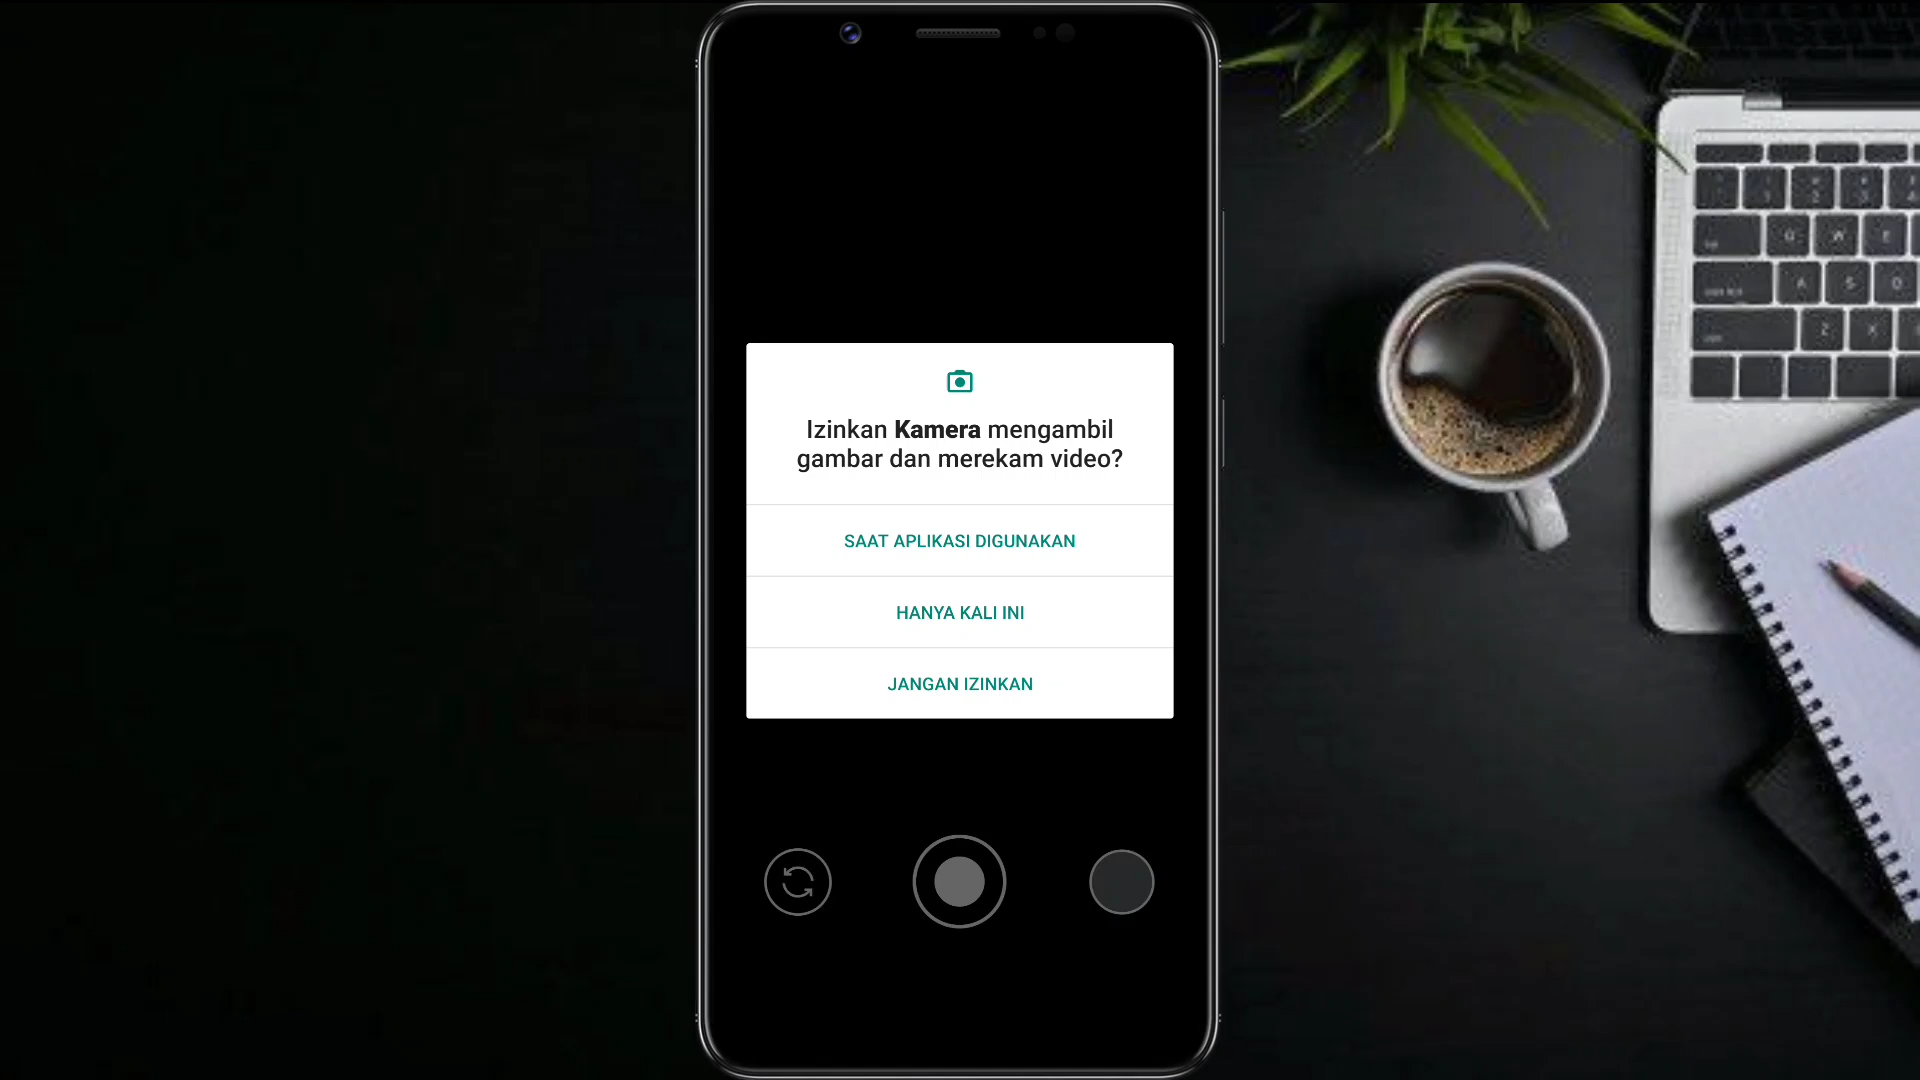 Izinkan Kamera mengambil
gambar dan merekam video?
SAAT APLIKASI DIGUNAKAN
HANYA KALI INI
JANGAN IZINKAN
Q W E
A S D
Z X